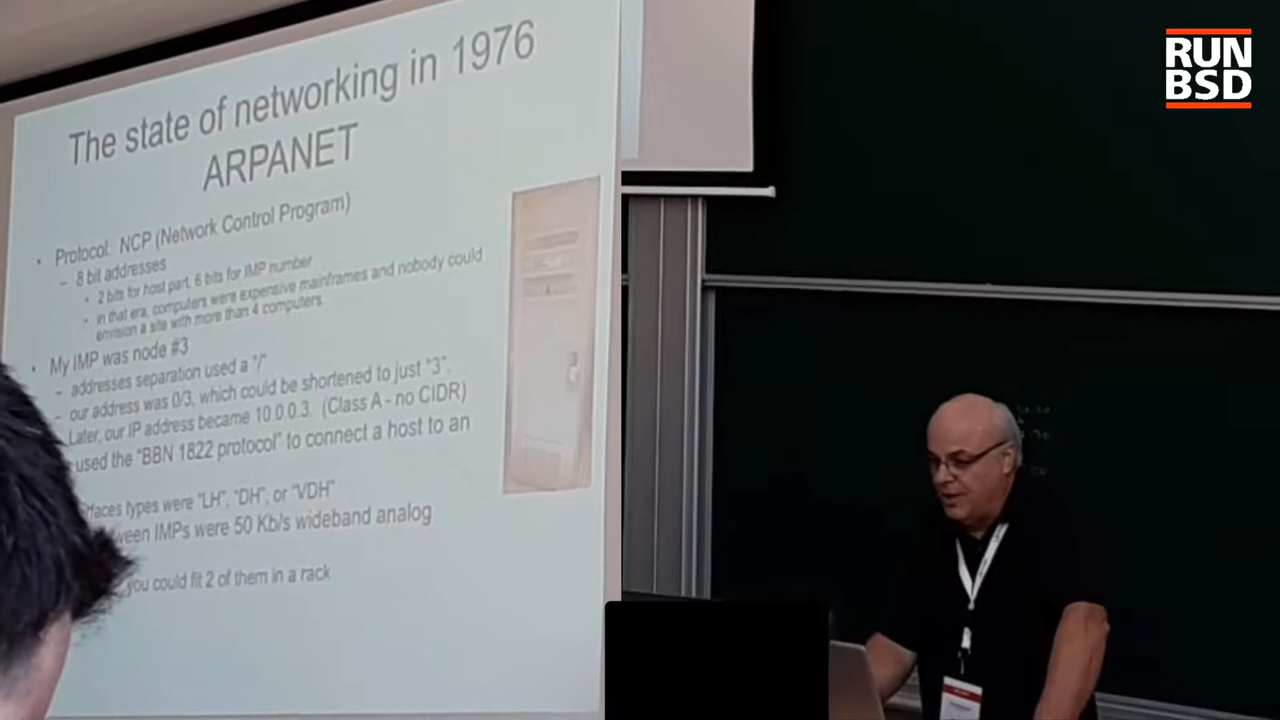 The state of networking in 1976
ARPANET
Protocol: NCP (Network Control Program)
8 bit addresses
2 bits for host part, 6 bits for IMP number
in that era, computers were expensive mainframes and nobody could
envision a site with more than 4 computers
My IMP was node #3
addresses separation used a "/"
our address was 0/3, which could be shortened to just "3".
Later, our IP address became 10.0.0.3. (Class A - no CIDR)
used the "BBN 1822 protocol" to connect a host to an
types were "LH", "DH", or "VDH"
IMPs were 50 Kb/s wideband analog
you could fit 2 of them in a rack
RUN
BSD